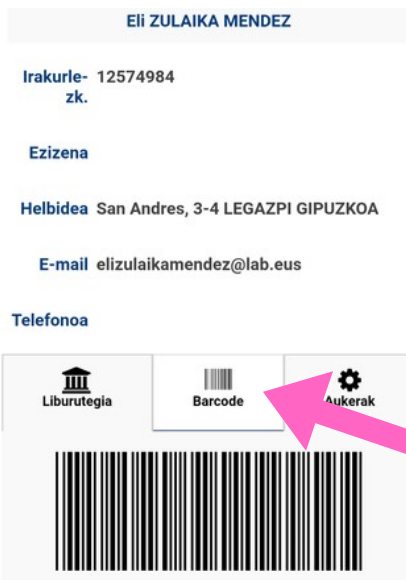 Eli ZULAIKA MENDEZ
Irakurle- 12574984
zk.
Ezizena
Helbidea San Andres, 3-4 LEGAZPI GIPUZKOA
E-mail elizulaikamendez@lab.eus
Telefonoa
Liburutegia Barcode Aukerak